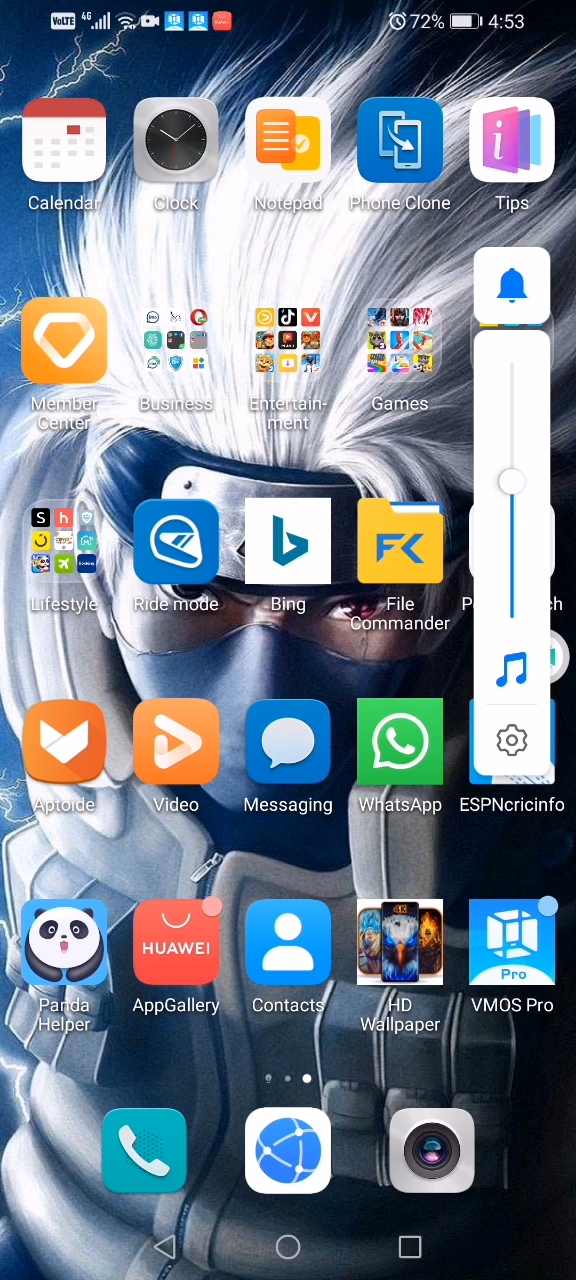 VoLTE 4G 72% 4:53
Calendar Clock Notepad Phone Clone Tips
Member Center Business Entertain-ment Games
Lifestyle Ride mode Bing File Commander
Aptoide Video Messaging WhatsApp ESPNcricinfo
HUAWEI 4K Pro
Panda Helper AppGallery Contacts HD Wallpaper VMOS Pro